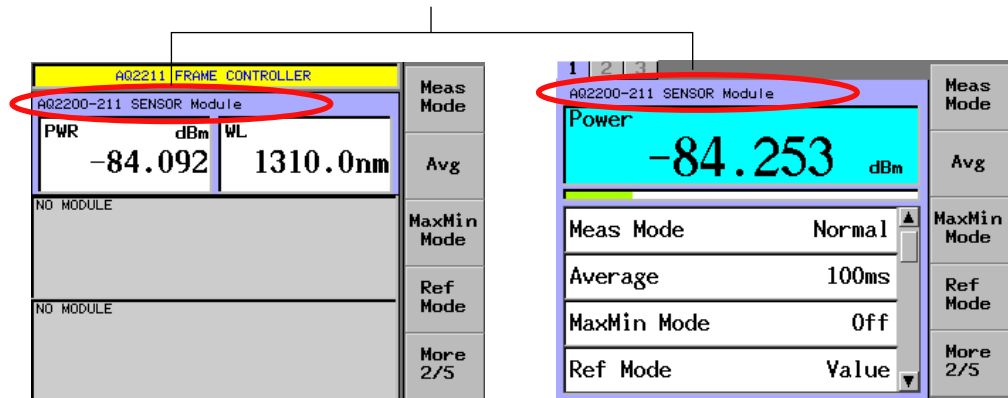 AQ2211 FRAME CONTROLLER
AQ2200-211 SENSOR Module
PWR dBm WL
-84.092 1310.0nm
NO MODULE
NO MODULE
Meas
Mode
Avg
MaxMin
Mode
Ref
Mode
More
2/5
1 2 3
AQ2200-211 SENSOR Module
Power
-84.253 dBm
Meas Mode Normal
Average 100ms
MaxMin Mode Off
Ref Mode Value
Meas
Mode
Avg
MaxMin
Mode
Ref
Mode
More
2/5